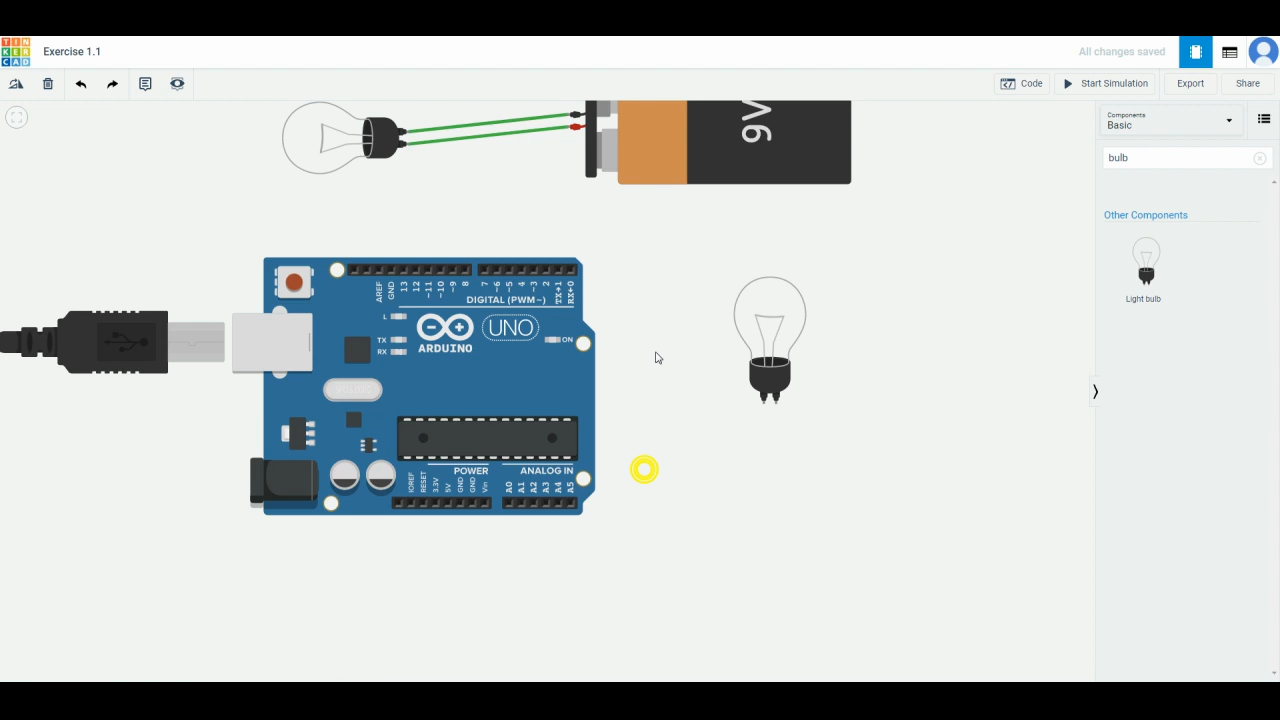 TIN
KER
CAD
Exercise 1.1
All changes saved
Code
Start Simulation
Export
Share
Components
Basic
bulb
Other Components
Light bulb
9V
AREF
GND
13
12
~11
~10
~9
8
7
~6
~5
4
~3
2
TX→1
RX←0
DIGITAL (PWM~)
L
TX
RX
UNO
ARDUINO
ON
POWER
ANALOG IN
IOREF
RESET
3.3V
5V
GND
GND
Vin
A0
A1
A2
A3
A4
A5